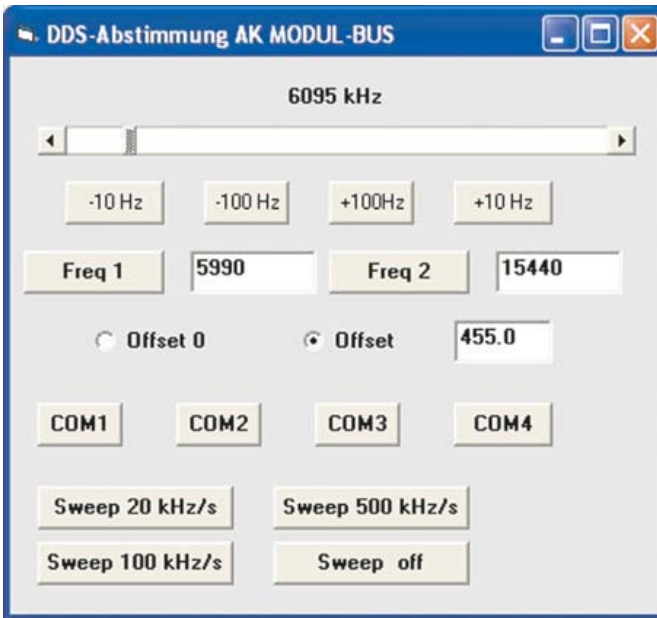 DDS-Abstimmung AK MODUL-BUS
6095 kHz
-10 Hz -100 Hz +100Hz +10 Hz
Freq 1 5990 Freq 2 15440
Offset 0 Offset 455.0
COM1 COM2 COM3 COM4
Sweep 20 kHz/s Sweep 500 kHz/s
Sweep 100 kHz/s Sweep off